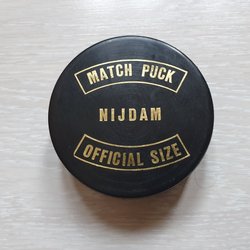 MATCH PUCK
NIJDAM
OFFICIAL SIZE